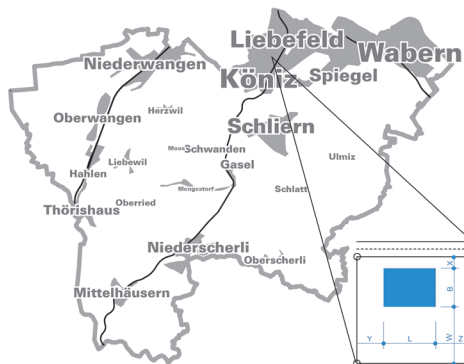 Liebefeld
Wabern
Niederwangen
Köniz
Spiegel
Herzwil
Oberwangen
Schliern
Moos
Schwanden
Liebewil
Gasel
Ulmiz
Hahlen
Mengestorf
Schlatt
Oberried
Thörishaus
Niederscherli
Oberscherli
Mittelhäusern
X
B
Y
L
W
Z